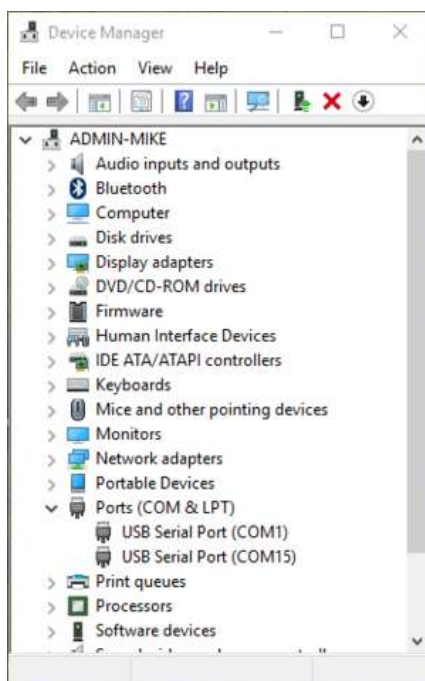 Device Manager
File Action View Help
ADMIN-MIKE
Audio inputs and outputs
Bluetooth
Computer
Disk drives
Display adapters
DVD/CD-ROM drives
Firmware
Human Interface Devices
IDE ATA/ATAPI controllers
Keyboards
Mice and other pointing devices
Monitors
Network adapters
Portable Devices
Ports (COM & LPT)
USB Serial Port (COM1)
USB Serial Port (COM15)
Print queues
Processors
Software devices